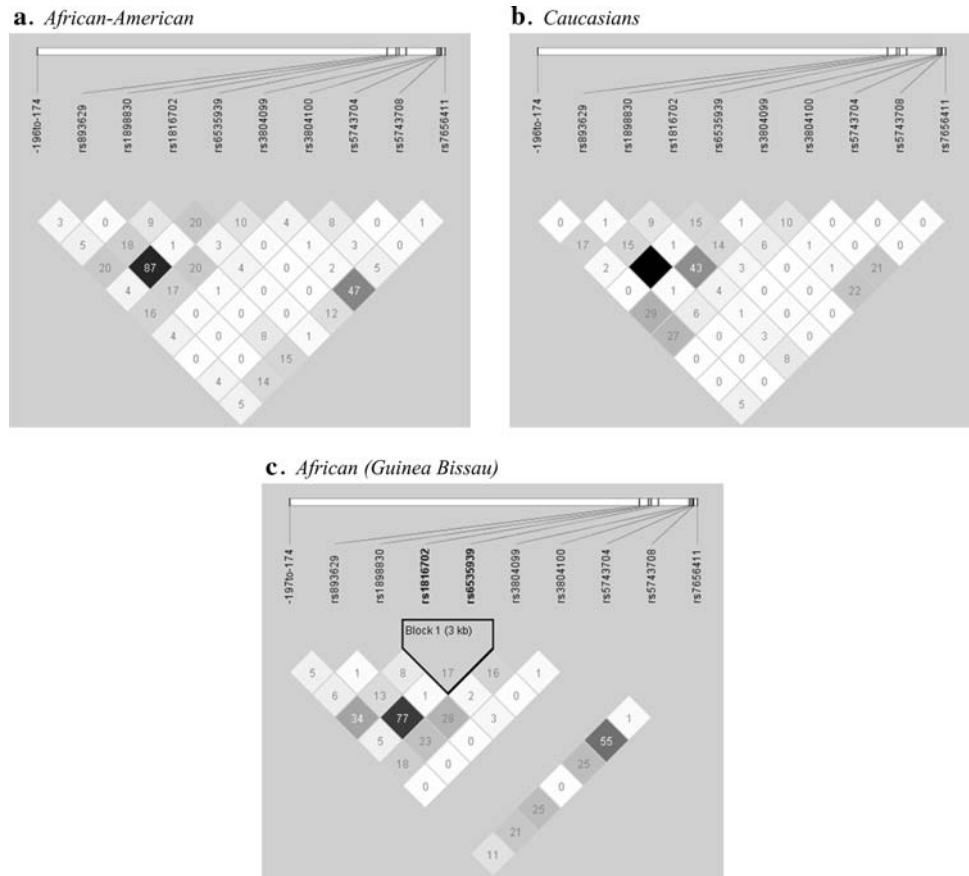 a. African-American
-196to-174 rs893629 rs1898830 rs1816702 rs6535939 rs3804099 rs3804100 rs5743704 rs5743708 rs7656411
3 0 9 20 10 4 8 0 1
5 18 1 3 0 1 3 0
20 87 20 4 0 2 5
4 17 1 0 0 47
16 0 0 0 12
4 0 8 1
0 0 15
4 14
5
b. Caucasians
-196to-174 rs893629 rs1898830 rs1816702 rs6535939 rs3804099 rs3804100 rs5743704 rs5743708 rs7656411
0 1 9 15 1 10 0 0 0
17 15 1 14 6 1 0 0
2 43 3 0 1 21
0 1 4 0 0 22
29 6 1 0 0
27 0 3 0
0 0 8
0 0
5
c. African (Guinea Bissau)
-197to-174 rs893629 rs1898830 rs1816702 rs6535939 rs3804099 rs3804100 rs5743704 rs5743708 rs7656411
Block 1 (3 kb)
5 1 8 17 16 1
6 13 1 2 0
34 77 28 3 1
5 23 0 55
18 0 25
0 0
25
21
11